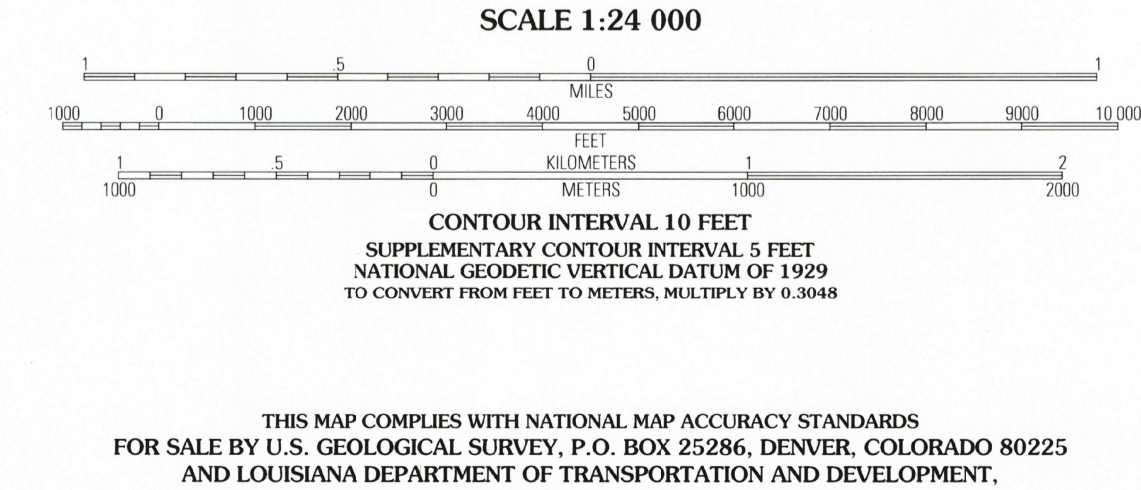 SCALE 1:24 000
1 .5 0 1
MILES
1000 0 1000 2000 3000 4000 5000 6000 7000 8000 9000 10 000
FEET
1 .5 0 KILOMETERS 1 2
1000 0 METERS 1000 2000
CONTOUR INTERVAL 10 FEET
SUPPLEMENTARY CONTOUR INTERVAL 5 FEET
NATIONAL GEODETIC VERTICAL DATUM OF 1929
TO CONVERT FROM FEET TO METERS, MULTIPLY BY 0.3048
THIS MAP COMPLIES WITH NATIONAL MAP ACCURACY STANDARDS
FOR SALE BY U.S. GEOLOGICAL SURVEY, P.O. BOX 25286, DENVER, COLORADO 80225
AND LOUISIANA DEPARTMENT OF TRANSPORTATION AND DEVELOPMENT,